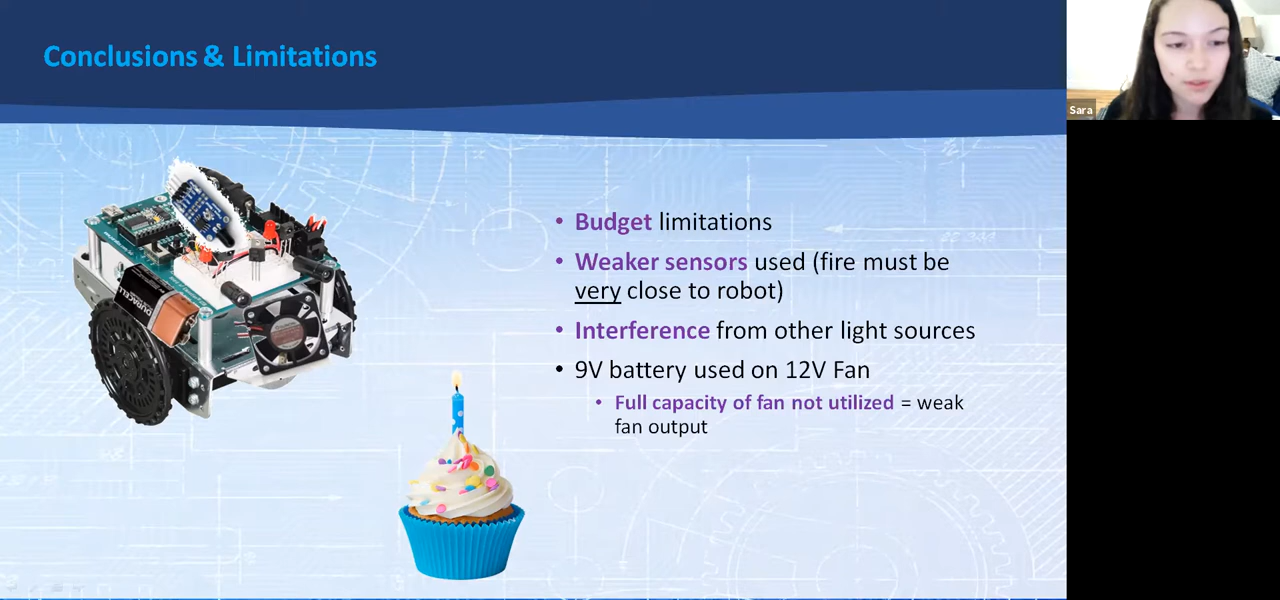 Conclusions & Limitations
Sara
• Budget limitations
• Weaker sensors used (fire must be
very close to robot)
• Interference from other light sources
• 9V battery used on 12V Fan
• Full capacity of fan not utilized = weak
fan output
DURACELL